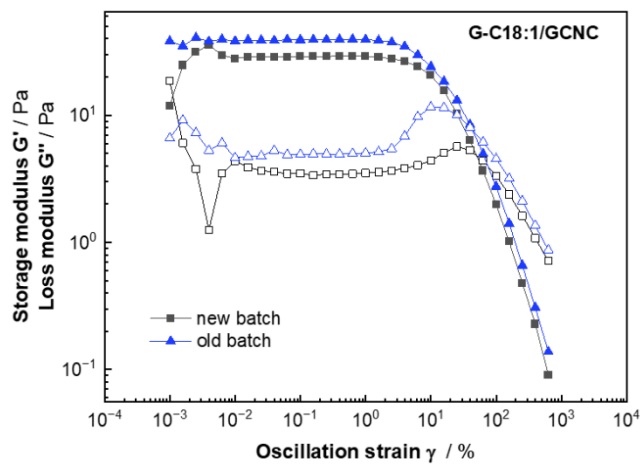 G-C18:1/GCNC
Storage modulus G' / Pa
Loss modulus G'' / Pa
10¹
10⁰
10⁻¹
new batch
old batch
10⁻⁴ 10⁻³ 10⁻² 10⁻¹ 10⁰ 10¹ 10² 10³ 10⁴
Oscillation strain γ / %